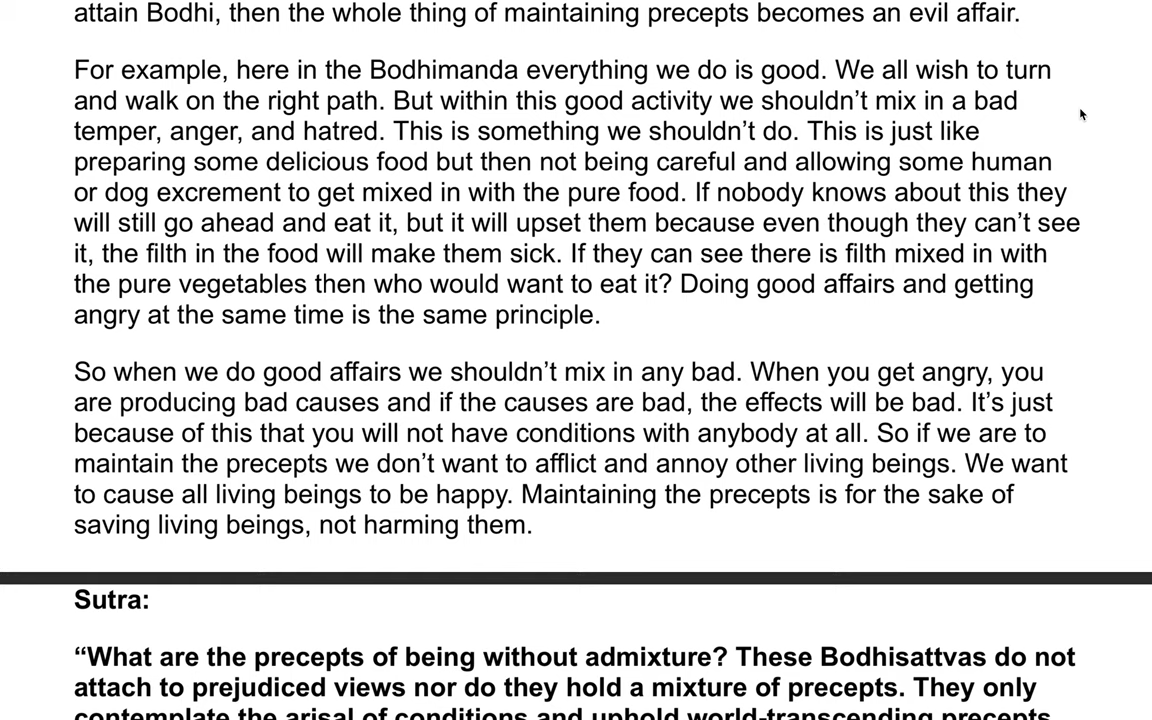 attain Bodhi, then the whole thing of maintaining precepts becomes an evil affair.
For example, here in the Bodhimanda everything we do is good. We all wish to turn
and walk on the right path. But within this good activity we shouldn’t mix in a bad
temper, anger, and hatred. This is something we shouldn’t do. This is just like
preparing some delicious food but then not being careful and allowing some human
or dog excrement to get mixed in with the pure food. If nobody knows about this they
will still go ahead and eat it, but it will upset them because even though they can’t see
it, the filth in the food will make them sick. If they can see there is filth mixed in with
the pure vegetables then who would want to eat it? Doing good affairs and getting
angry at the same time is the same principle.
So when we do good affairs we shouldn’t mix in any bad. When you get angry, you
are producing bad causes and if the causes are bad, the effects will be bad. It’s just
because of this that you will not have conditions with anybody at all. So if we are to
maintain the precepts we don’t want to afflict and annoy other living beings. We want
to cause all living beings to be happy. Maintaining the precepts is for the sake of
saving living beings, not harming them.
Sutra:
“What are the precepts of being without admixture? These Bodhisattvas do not
attach to prejudiced views nor do they hold a mixture of precepts. They only
contemplate the arisal of conditions and uphold world-transcending precepts